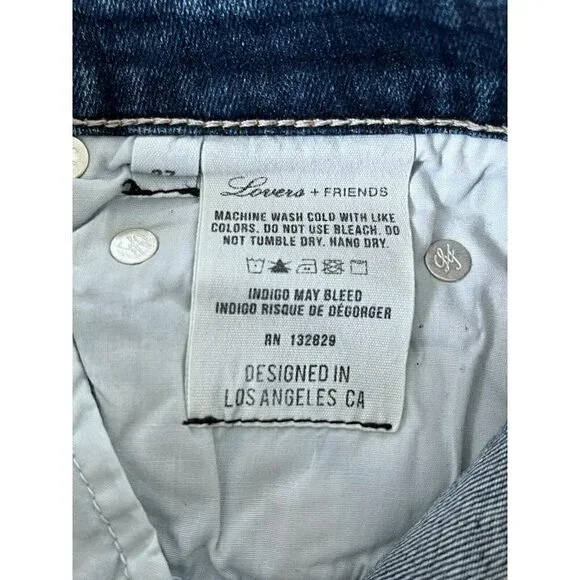 27
Lovers + FRIENDS
MACHINE WASH COLD WITH LIKE
COLORS. DO NOT USE BLEACH. DO
NOT TUMBLE DRY. HANG DRY.
INDIGO MAY BLEED
INDIGO RISQUE DE DÉGORGER
RN 132829
DESIGNED IN
LOS ANGELES CA